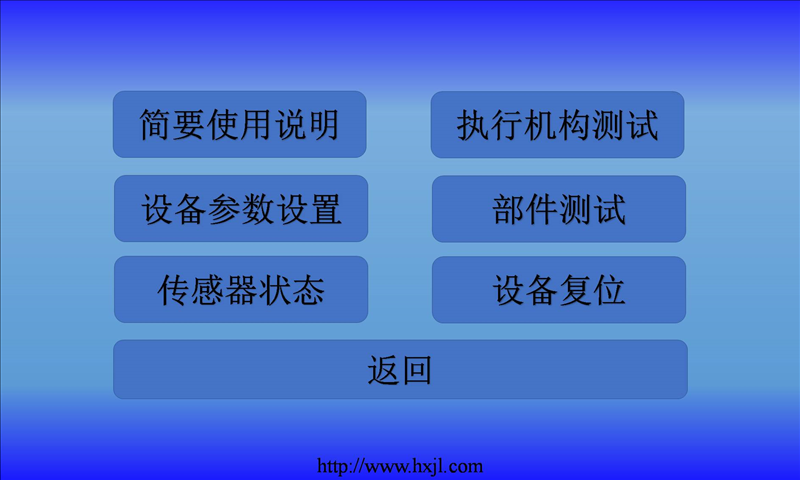 简要使用说明
执行机构测试
设备参数设置
部件测试
传感器状态
设备复位
返回
http://www.hxjl.com